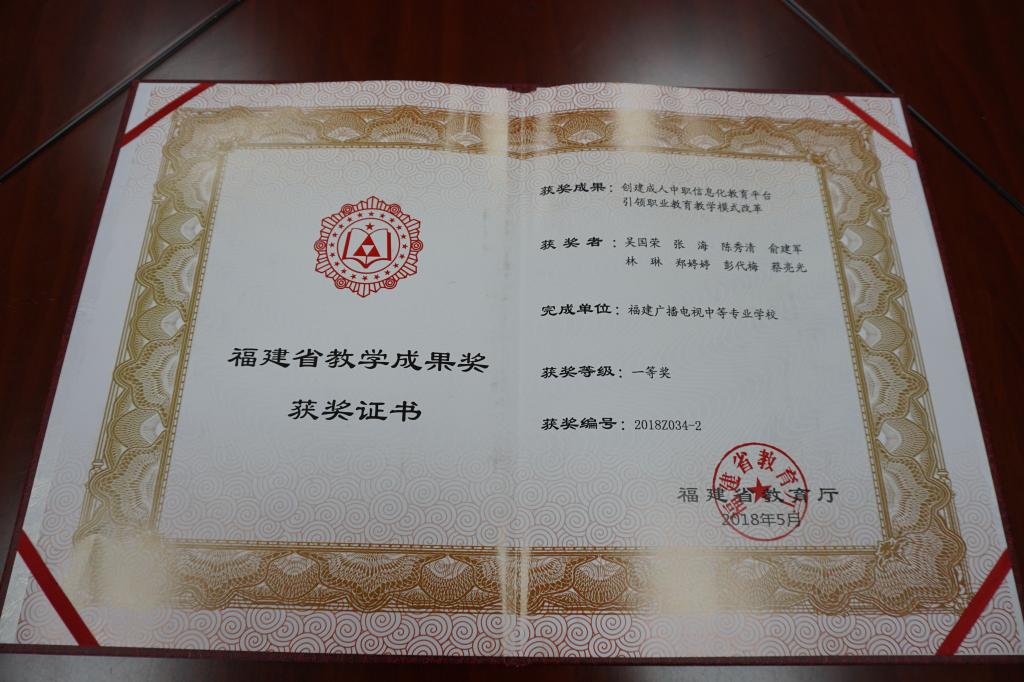 福建省教学成果奖
获奖证书
获奖成果：创建成人中职信息化教育平台
引领职业教育教学模式改革
获奖者：吴国荣 张海 陈秀清 俞建军
林琳 郑婷婷 彭代梅 蔡亮光
完成单位：福建广播电视中等专业学校
获奖等级：一等奖
获奖编号：2018Z034-2
福建省教育厅
福建省教育厅
2018年5月